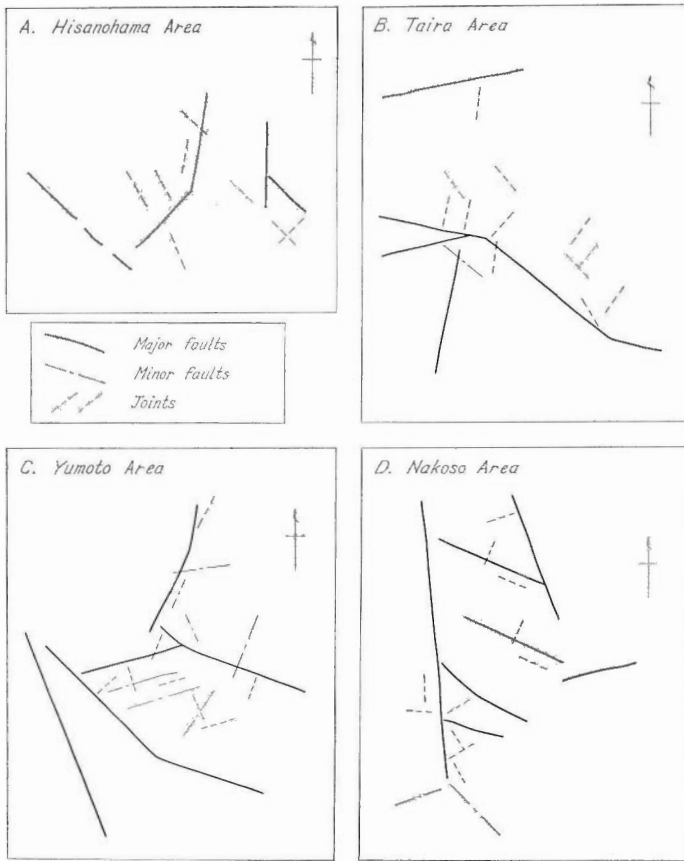 A. Hisanohama Area
B. Taira Area
Major faults
Minor faults
Joints
C. Yumoto Area
D. Nakoso Area